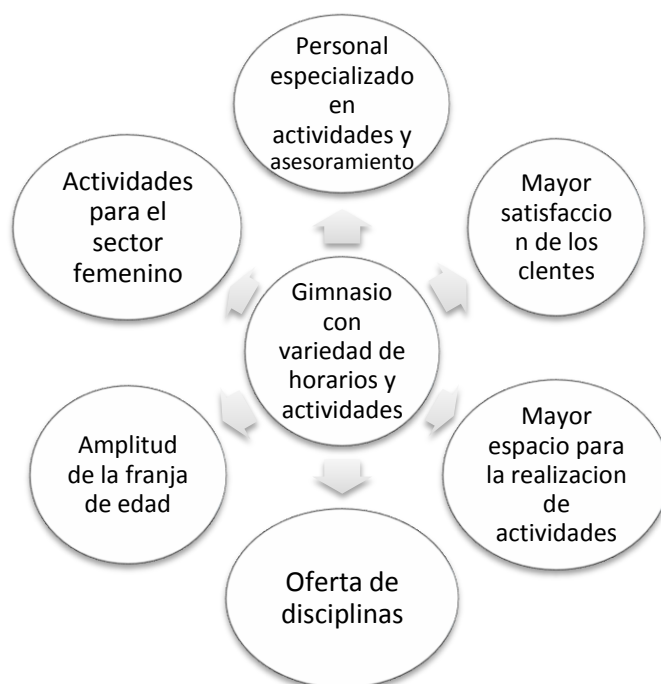 Personal
especializado
en
actividades y
asesoramiento
Actividades
para el
sector
femenino
Mayor
satisfaccio
n de los
clentes
Gimnasio
con
variedad de
horarios y
actividades
Amplitud
de la franja
de edad
Mayor
espacio para
la realizacion
de
actividades
Oferta de
disciplinas